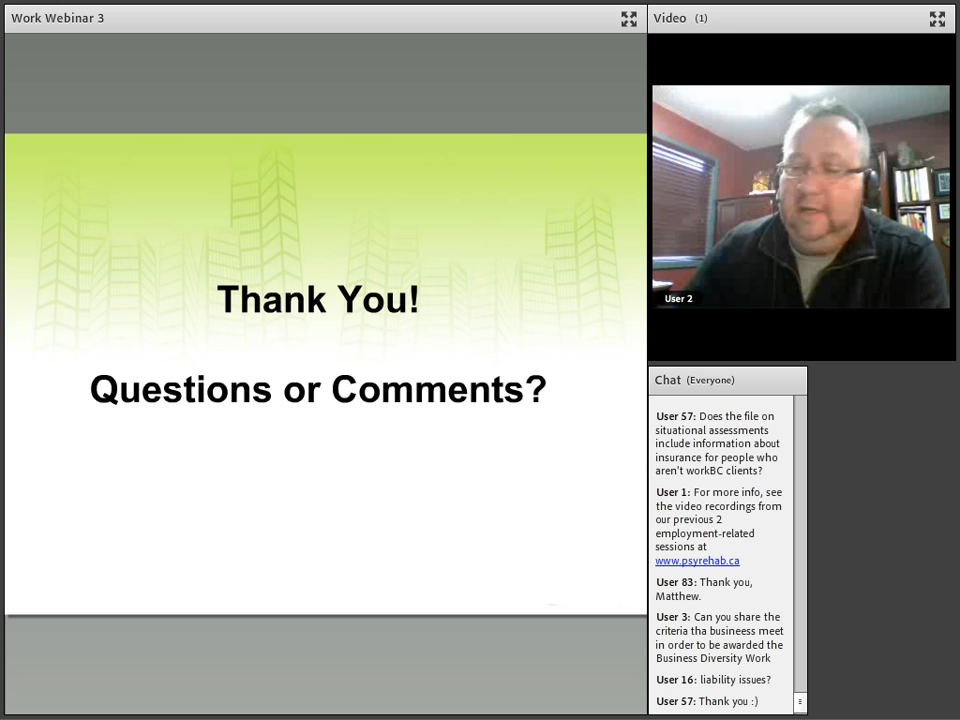 Work Webinar 3
Thank You!
Questions or Comments?
Video (1)
User 2
Chat (Everyone)
User 57: Does the file on
situational assessments
include information about
insurance for people who
aren't workBC clients?
User 1: For more info, see
the video recordings from
our previous 2
employment-related
sessions at
www.psyrehab.ca
User 83: Thank you,
Matthew.
User 3: Can you share the
criteria tha busineess meet
in order to be awarded the
Business Diversity Work
User 16: liability issues?
User 57: Thank you :)